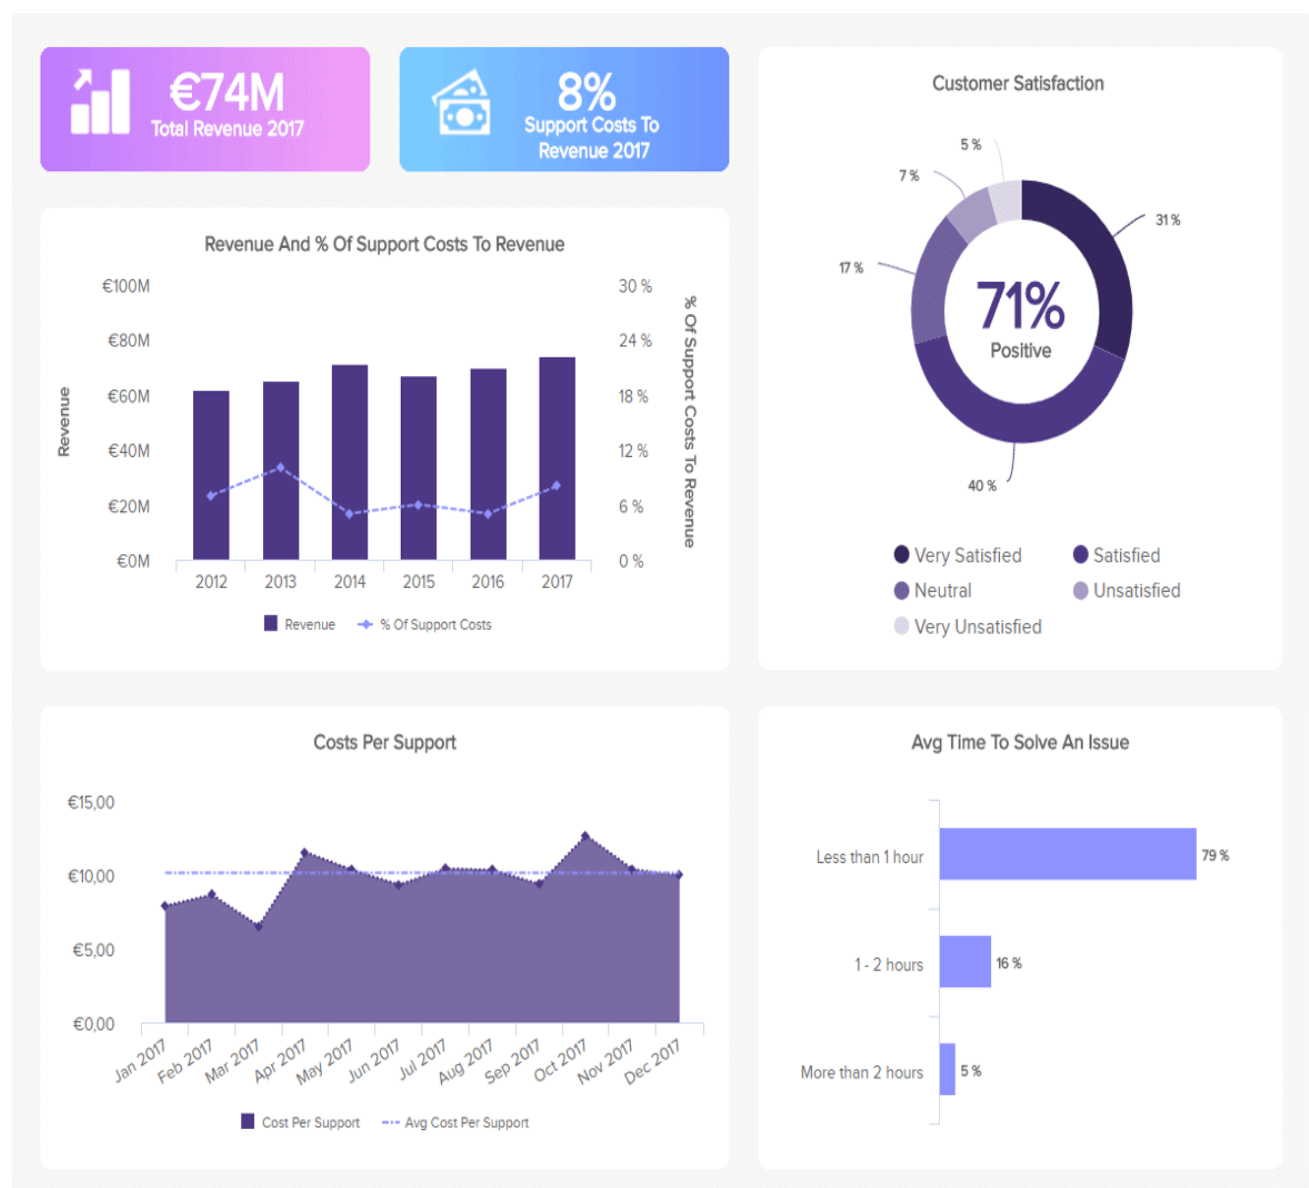 €74M
Total Revenue 2017
8%
Support Costs To
Revenue 2017
Revenue And % Of Support Costs To Revenue
€100M
€80M
€60M
€40M
€20M
€0M
Revenue
30 %
24 %
18 %
12 %
6 %
0 %
% Of Support Costs To Revenue
2012 2013 2014 2015 2016 2017
Revenue % Of Support Costs
Customer Satisfaction
5 %
7 %
31 %
17 %
71%
Positive
40 %
Very Satisfied Satisfied
Neutral Unsatisfied
Very Unsatisfied
Costs Per Support
€15,00
€10,00
€5,00
€0,00
Jan 2017 Feb 2017 Mar 2017 Apr 2017 May 2017 Jun 2017 Jul 2017 Aug 2017 Sep 2017 Oct 2017 Nov 2017 Dec 2017
Cost Per Support Avg Cost Per Support
Avg Time To Solve An Issue
Less than 1 hour 79 %
1 - 2 hours 16 %
More than 2 hours 5 %